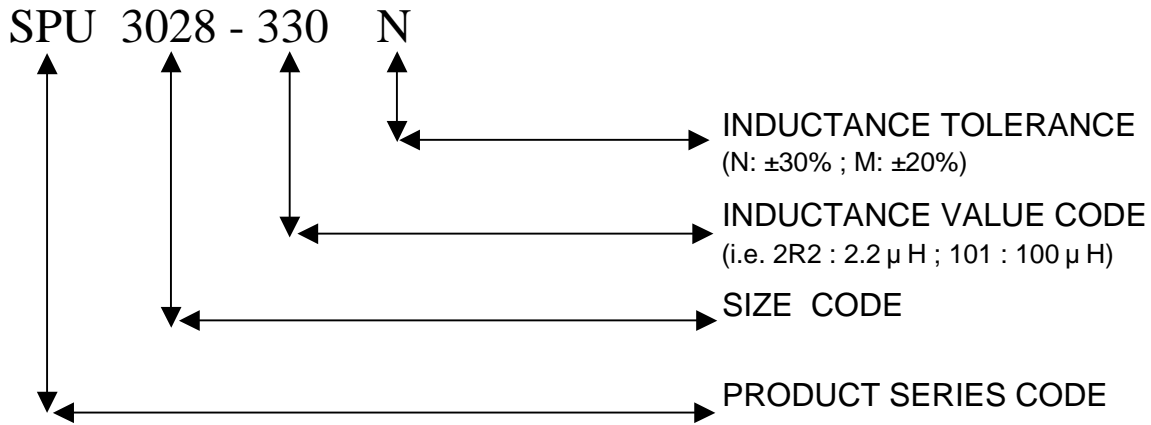 SPU 3028 - 330 N
INDUCTANCE TOLERANCE
(N: ±30% ; M: ±20%)
INDUCTANCE VALUE CODE
(i.e. 2R2 : 2.2 μ H ; 101 : 100 μ H)
SIZE CODE
PRODUCT SERIES CODE